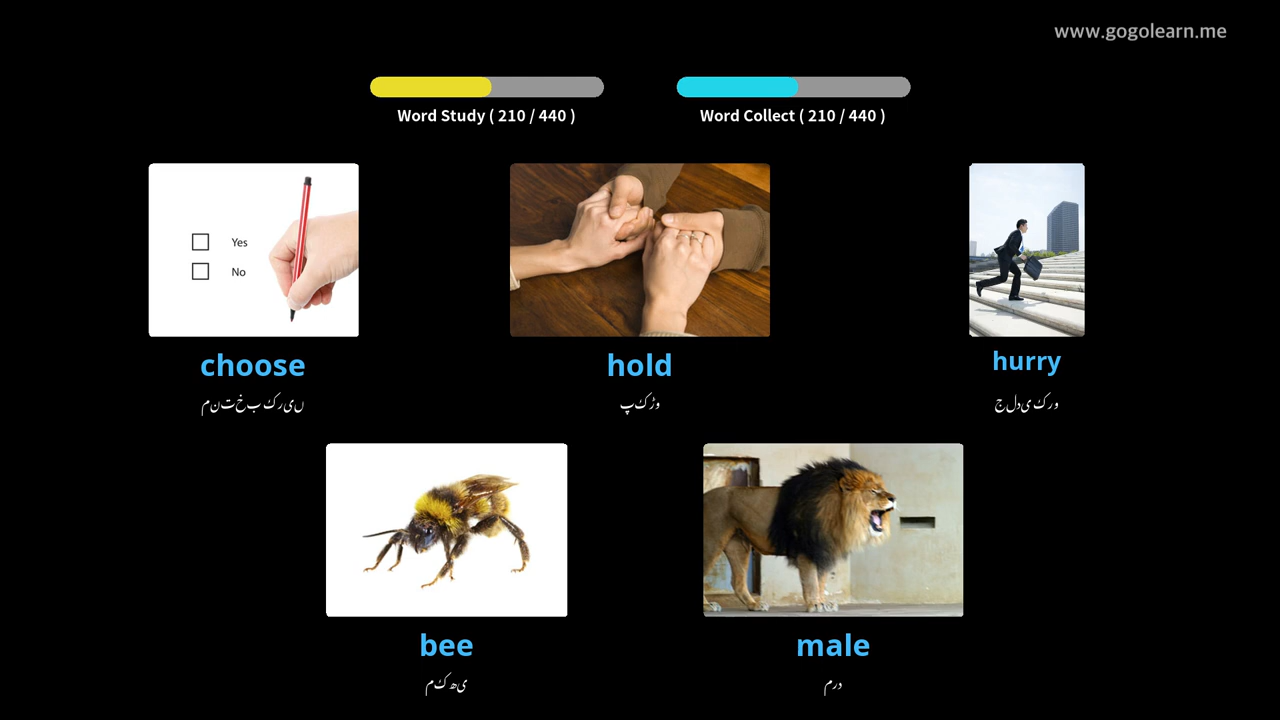 www.gogolearn.me
Word Study ( 210 / 440 )
Word Collect ( 210 / 440 )
choose
منتخب کریں
hold
پکڑو
hurry
جلدی کرو
bee
مکھی
male
مرد
Yes
No